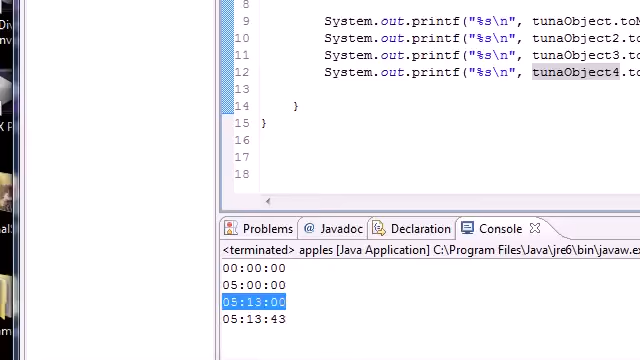 8
9 System.out.printf("%s\n", tunaObject.to
10 System.out.printf("%s\n", tunaObject2.to
11 System.out.printf("%s\n", tunaObject3.to
12 System.out.printf("%s\n", tunaObject4.to
13
14 }
15 }
16
17
18
Problems @ Javadoc Declaration Console
<terminated> apples [Java Application] C:\Program Files\Java\jre6\bin\javaw.ex
00:00:00
05:00:00
05:13:00
05:13:43